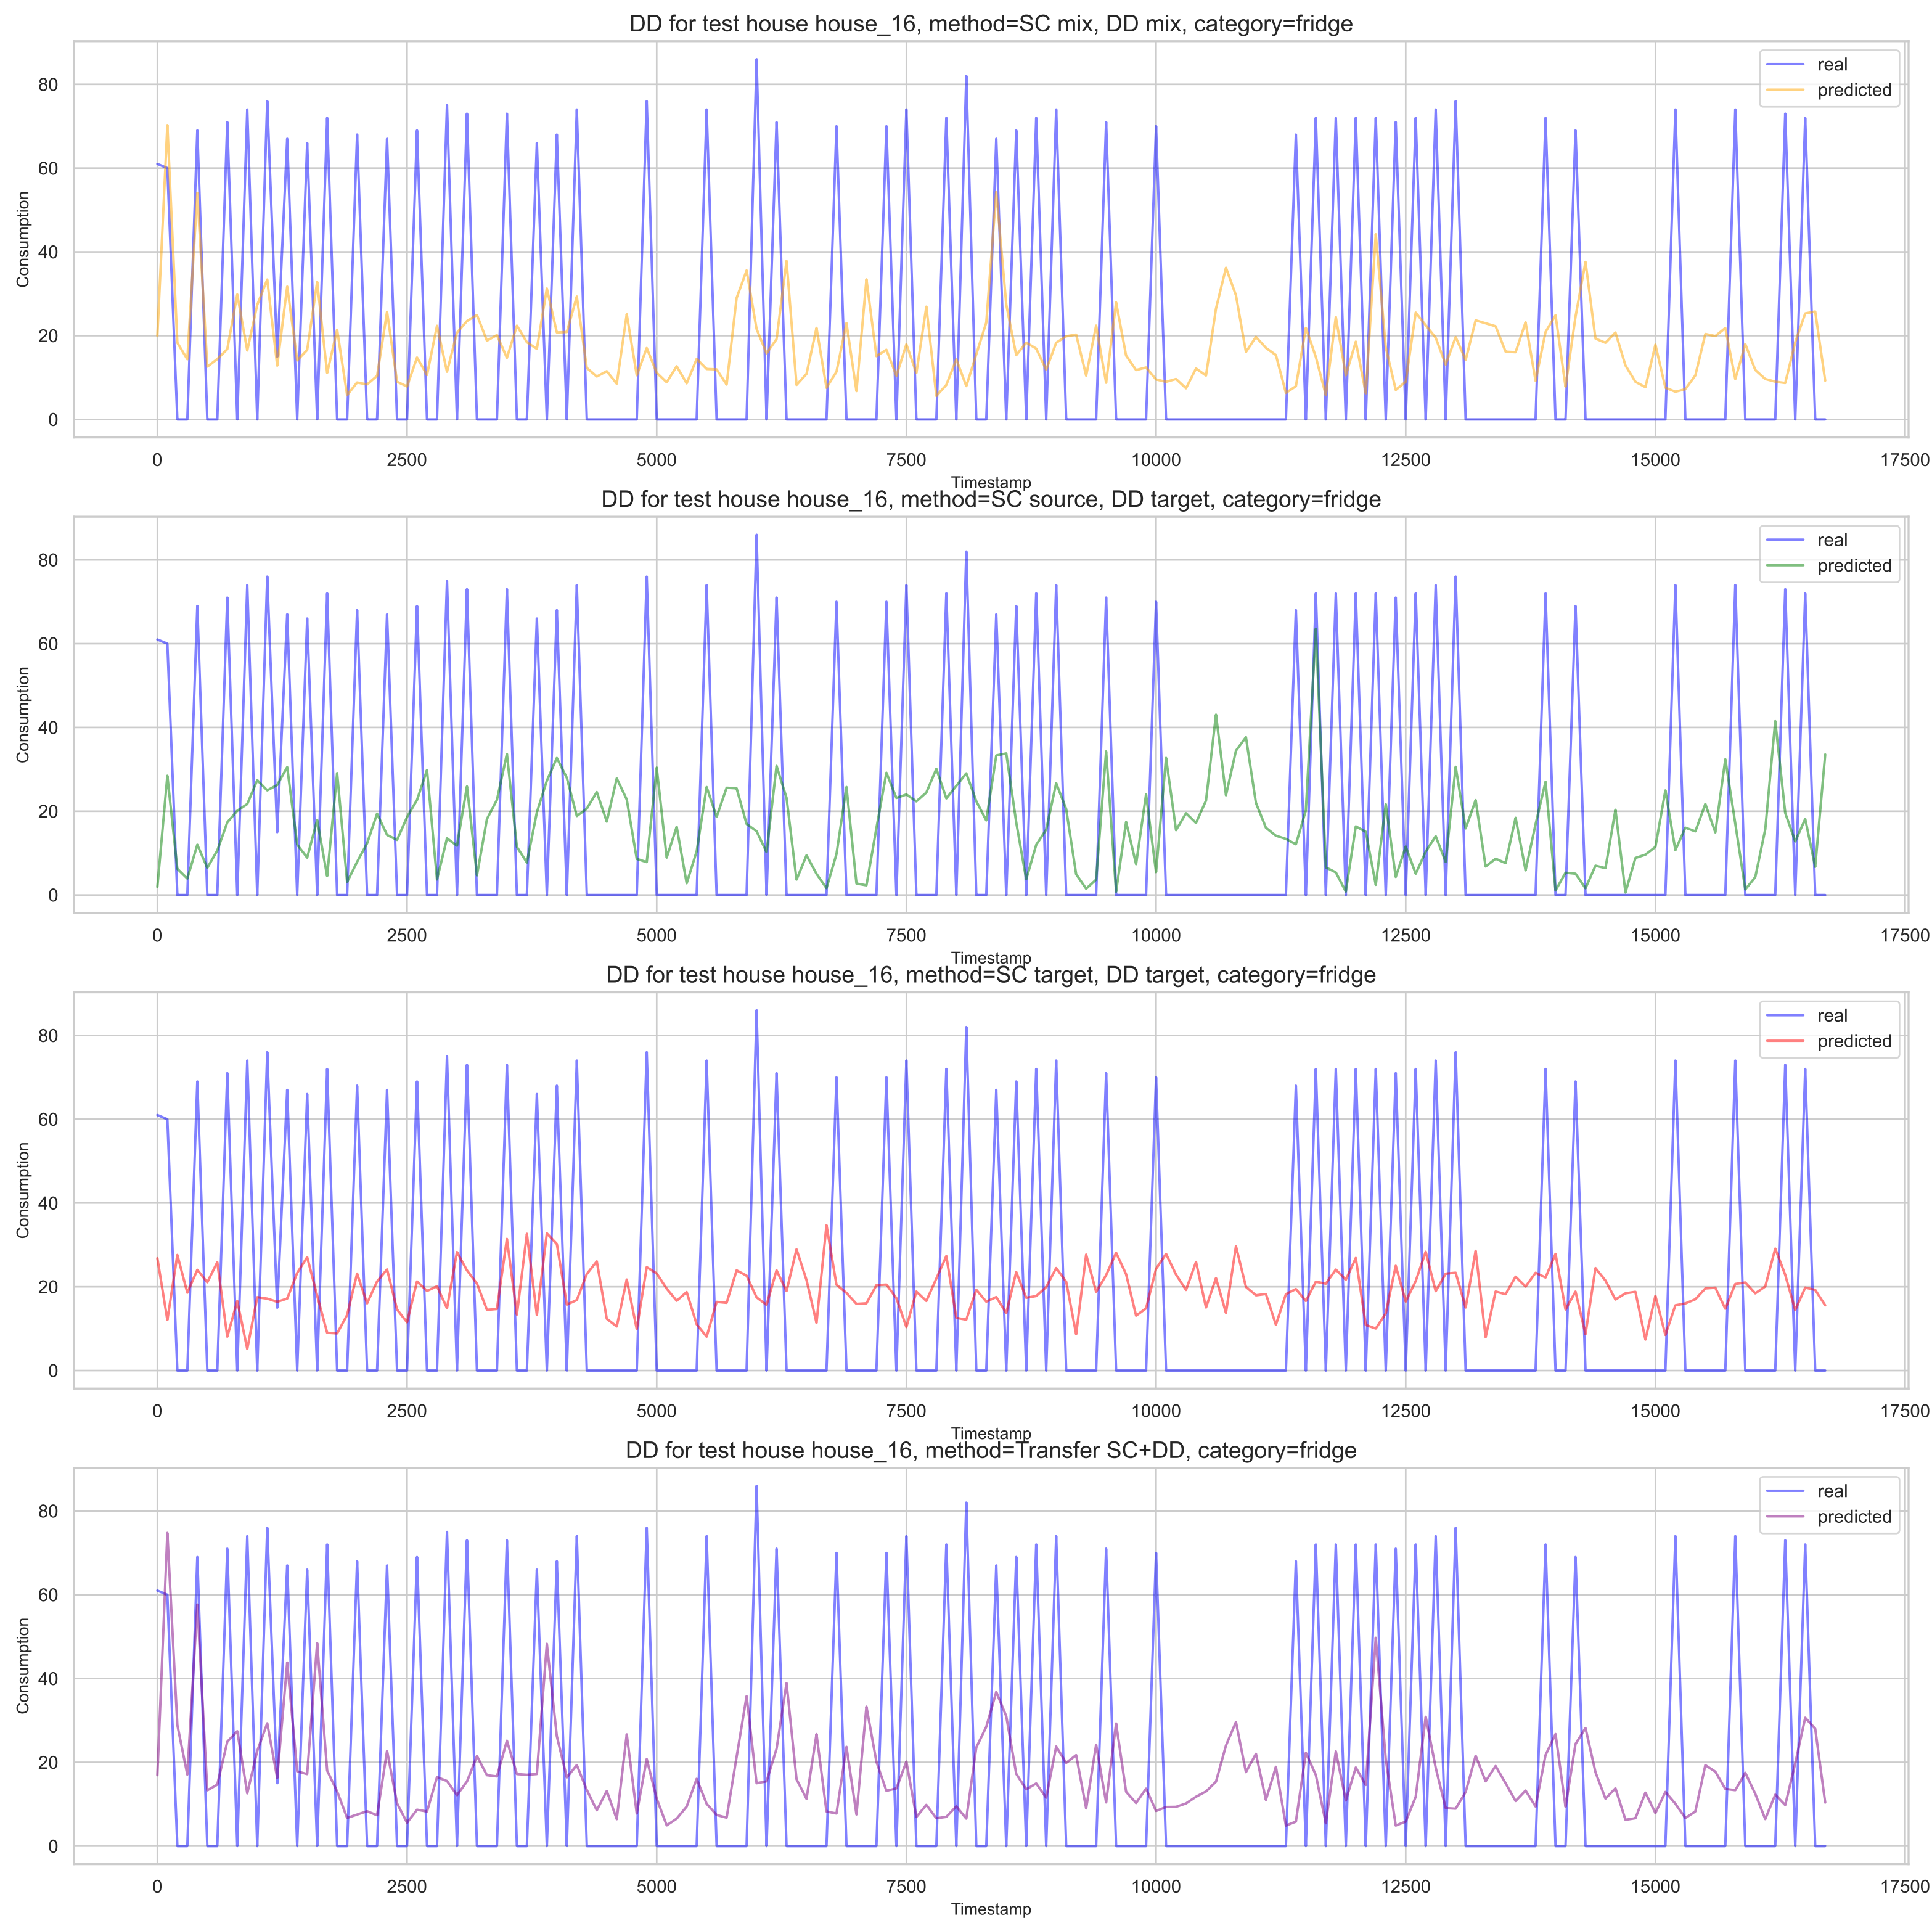 DD for test house house_16, method=SC mix, DD mix, category=fridge
real
predicted
80
60
40
20
0
Consumption
0 2500 5000 7500 10000 12500 15000 17500
Timestamp
DD for test house house_16, method=SC source, DD target, category=fridge
real
predicted
80
60
40
20
0
Consumption
0 2500 5000 7500 10000 12500 15000 17500
Timestamp
DD for test house house_16, method=SC target, DD target, category=fridge
real
predicted
80
60
40
20
0
Consumption
0 2500 5000 7500 10000 12500 15000 17500
Timestamp
DD for test house house_16, method=Transfer SC+DD, category=fridge
real
predicted
80
60
40
20
0
Consumption
0 2500 5000 7500 10000 12500 15000 17500
Timestamp